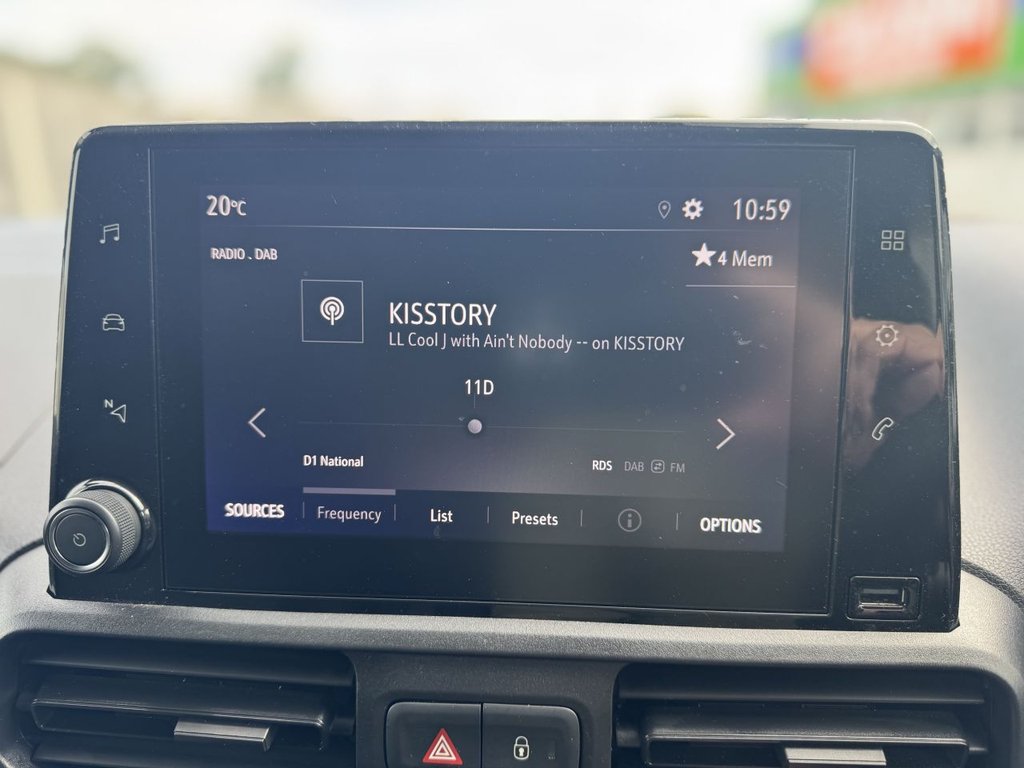 20°C 10:59
RADIO . DAB 4 Mem
KISSTORY
LL Cool J with Ain't Nobody -- on KISSTORY
11D
N
D1 National RDS DAB FM
SOURCES Frequency List Presets OPTIONS